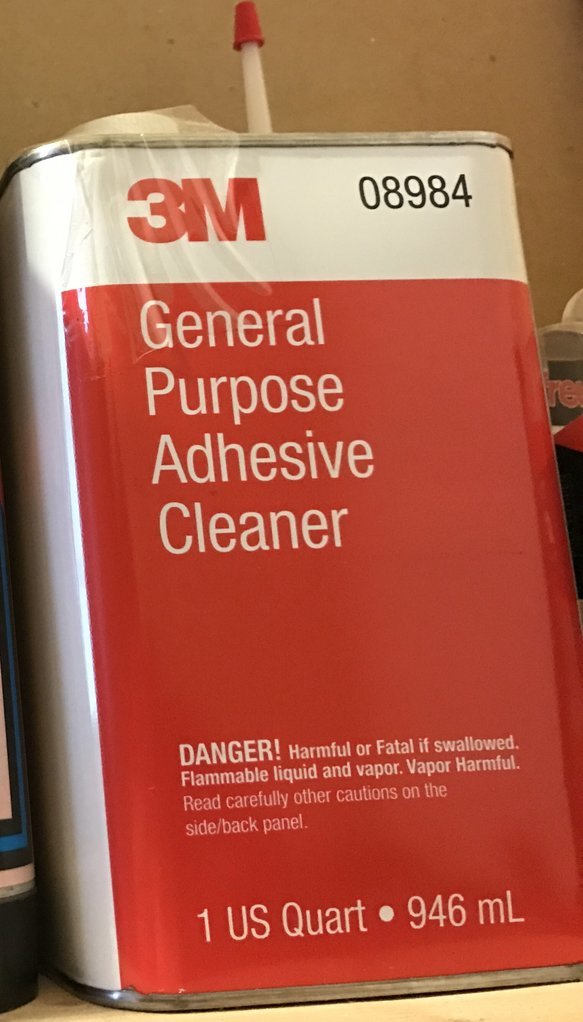 3M
08984
General
Purpose
Adhesive
Cleaner
DANGER! Harmful or Fatal if swallowed.
Flammable liquid and vapor. Vapor Harmful.
Read carefully other cautions on the
side/back panel.
1 US Quart • 946 mL